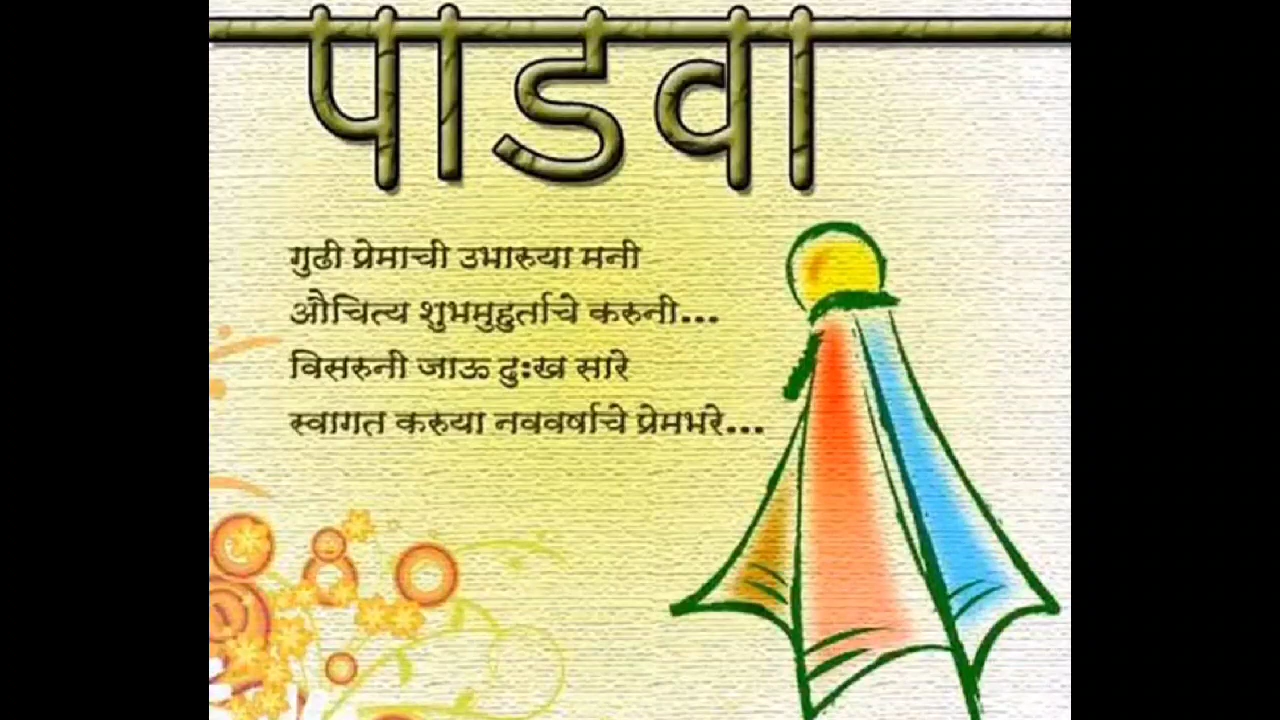 पाडवा
गुढी प्रेमाची उभारुया मनी
औचित्य शुभमुहुर्ताचे करुनी...
विसरुनी जाऊ दु:ख सारे
स्वागत करुया नववर्षाचे प्रेमभरे...